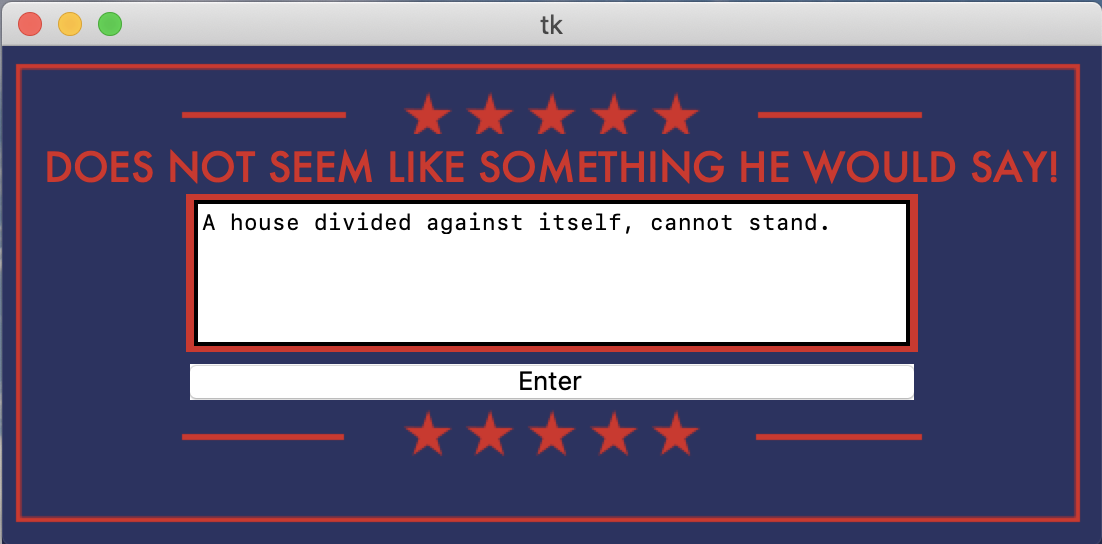 tk
DOES NOT SEEM LIKE SOMETHING HE WOULD SAY!
A house divided against itself, cannot stand.
Enter